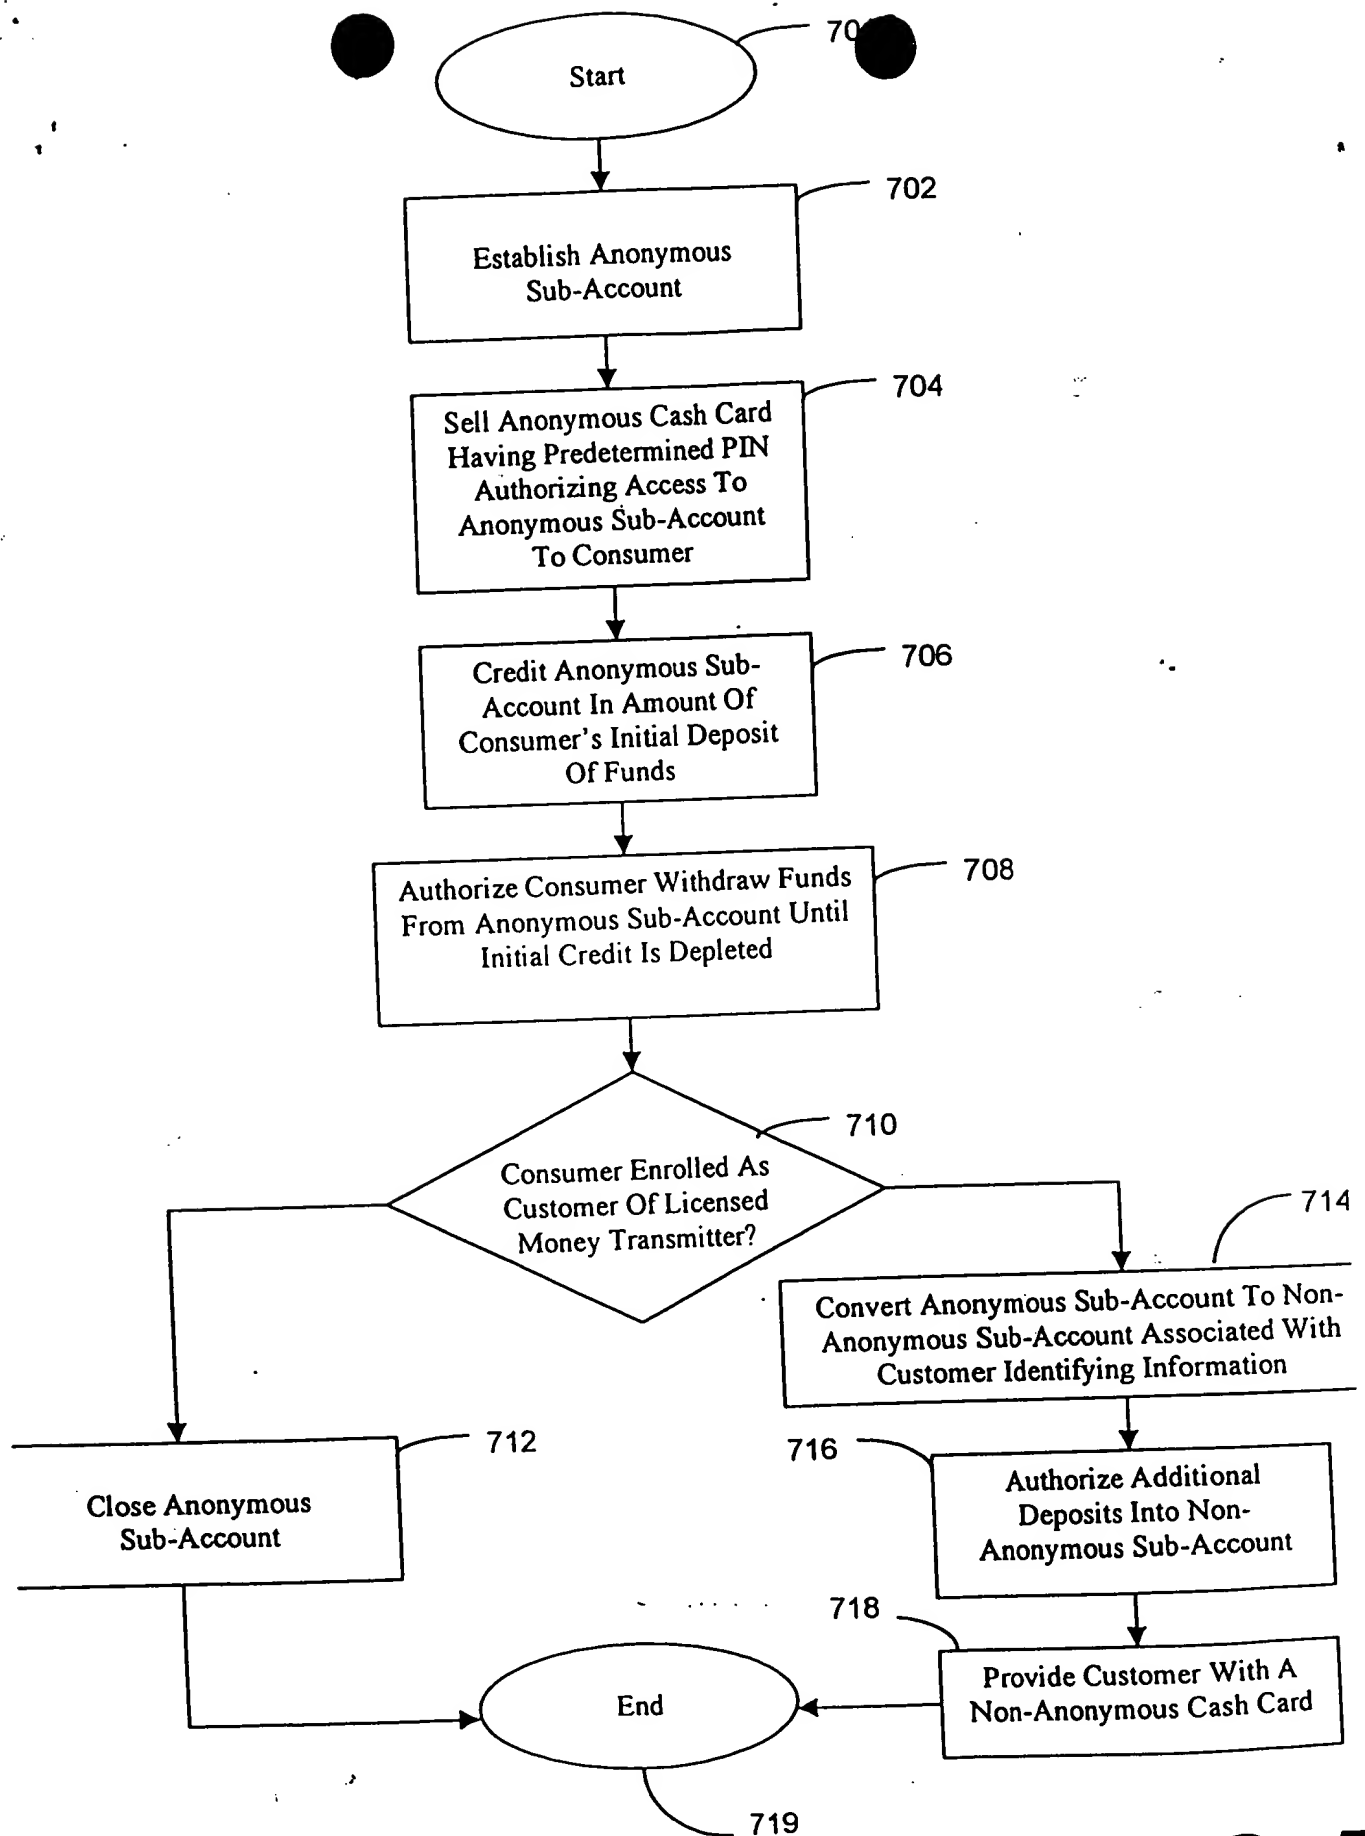 Start
702
Establish Anonymous
Sub-Account
704
Sell Anonymous Cash Card
Having Predetermined PIN
Authorizing Access To
Anonymous Sub-Account
To Consumer
706
Credit Anonymous Sub-
Account In Amount Of
Consumer's Initial Deposit
Of Funds
708
Authorize Consumer Withdraw Funds
From Anonymous Sub-Account Until
Initial Credit Is Depleted
710
Consumer Enrolled As
Customer Of Licensed
Money Transmitter?
714
Convert Anonymous Sub-Account To Non-
Anonymous Sub-Account Associated With
Customer Identifying Information
712
Close Anonymous
Sub-Account
716
Authorize Additional
Deposits Into Non-
Anonymous Sub-Account
718
Provide Customer With A
Non-Anonymous Cash Card
End
719